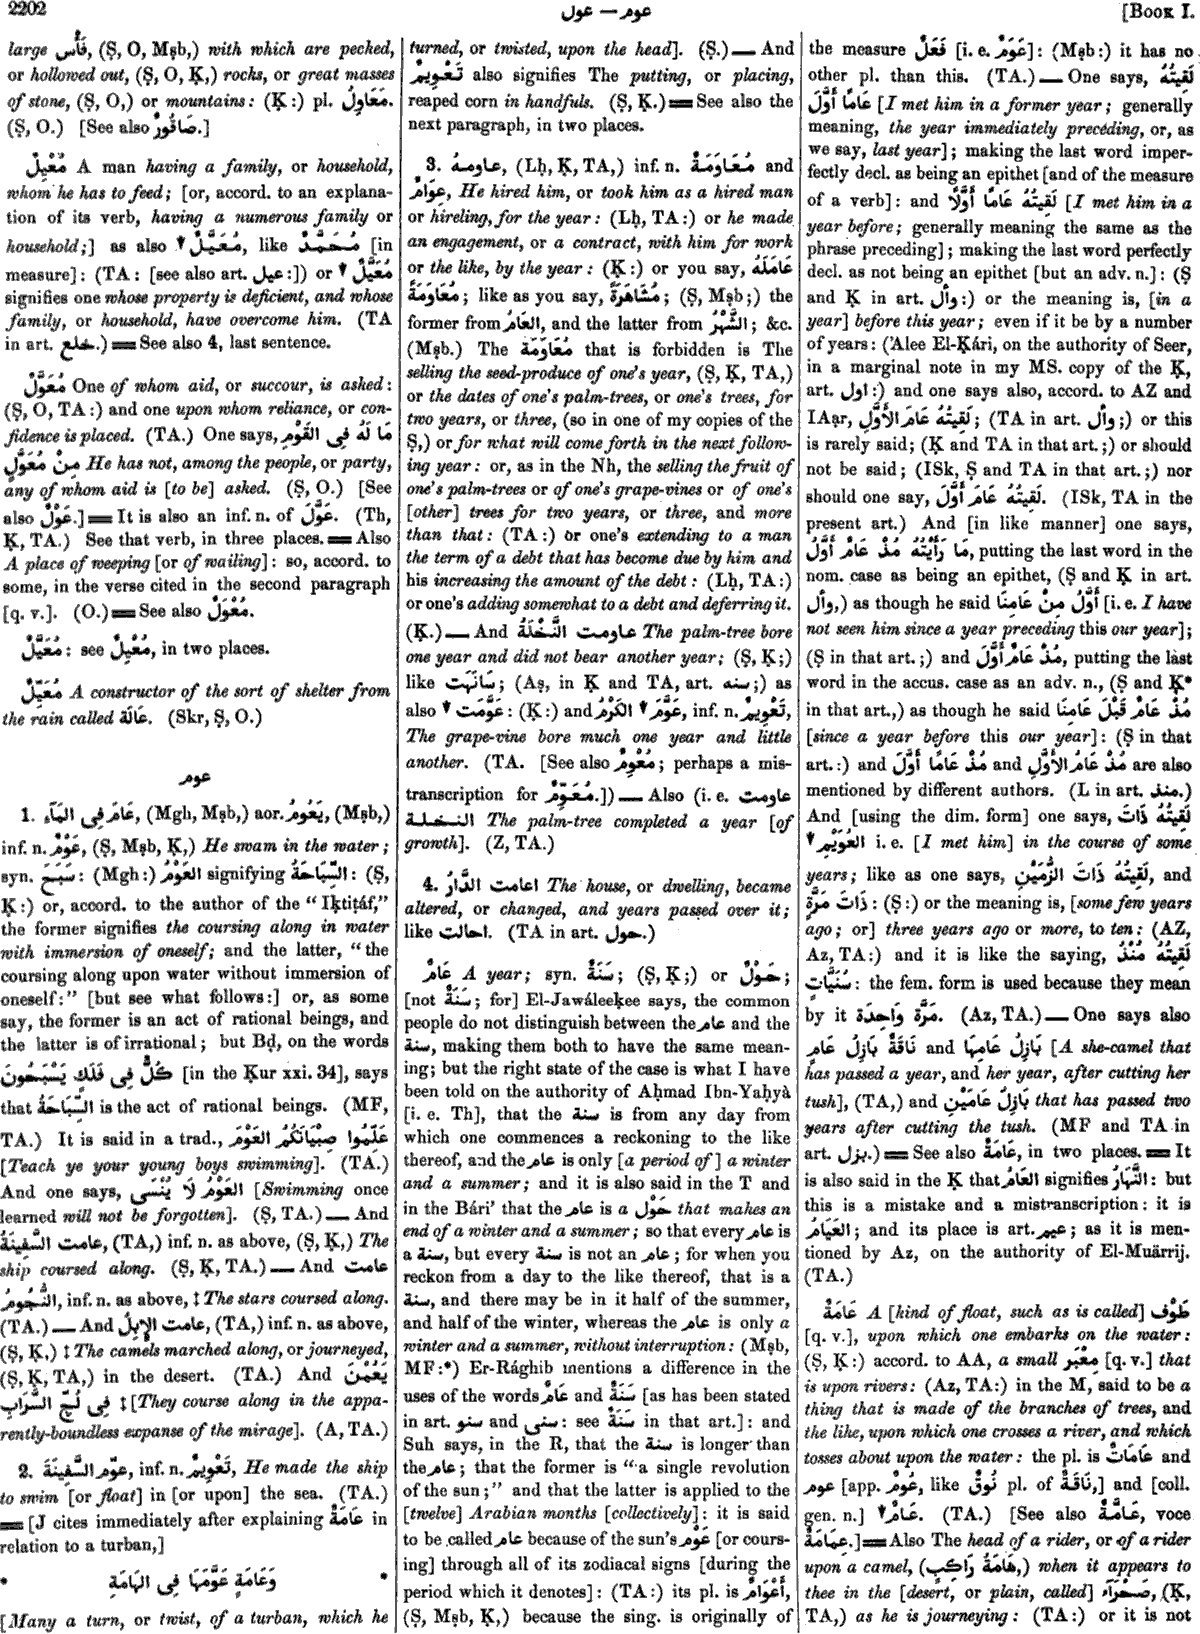 2202
عول — عوم
[Book I.
large فَأْس, (Ṣ, O, Mṣb,) with which are pecked,
or hollowed out, (Ṣ, O, Ḳ,) rocks, or great masses
of stone, (Ṣ, O,) or mountains: (Ḳ:) pl. مَعَاوِلُ.
(Ṣ, O.) [See also صَاقُورٌ.]
مُعْيِلٌ A man having a family, or household,
whom he has to feed; [or, accord. to an explana-
tion of its verb, having a numerous family or
household;] as also ↓ مُعَيَّلٌ, like مُحَمَّدٌ [in
measure]: (TA: [see also art. عيل:]) or ↓ مُعَيَّلٌ
signifies one whose property is deficient, and whose
family, or household, have overcome him. (TA
in art. خلع.) ═ See also 4, last sentence.
مُعَوَّلٌ One of whom aid, or succour, is asked:
(Ṣ, O, TA:) and one upon whom reliance, or con-
fidence is placed. (TA.) One says, مَا لَهُ فِى القَوْمِ
مِنْ مُعَوَّلٍ He has not, among the people, or party,
any of whom aid is [to be] asked. (Ṣ, O.) [See
also عَوْلٌ.] ═ It is also an inf. n. of عَوَّلَ. (Th,
Ḳ, TA.) See that verb, in three places. ═ Also
A place of weeping [or of wailing]: so, accord. to
some, in the verse cited in the second paragraph
[q. v.]. (O.) ═ See also مُعْوَلٌ.
مُعَيَّلٌ: see مُعْيِلٌ, in two places.
مُعَيِّلٌ A constructor of the sort of shelter from
the rain called عَالَة. (Skr, Ṣ, O.)
عوم
1. عَامَ فِى المَآءِ, (Mgh, Mṣb,) aor. يَعُومُ, (Mṣb,)
inf. n. عَوْمٌ, (Ṣ, Mṣb, Ḳ,) He swam in the water;
syn. سَبَحَ: (Mgh:) العَوْمُ signifying السِّبَاحَةُ: (Ṣ,
Ḳ:) or, accord. to the author of the “Iḳtiṭáf,”
the former signifies the coursing along in water
with immersion of oneself; and the latter, “the
coursing along upon water without immersion of
oneself:” [but see what follows:] or, as some
say, the former is an act of rational beings, and
the latter is of irrational; but Bḍ, on the words
كُلٌّ فِى فَلَكٍ يَسْبَحُونَ [in the Ḳur xxi. 34], says
that السِّبَاحَةُ is the act of rational beings. (MF,
TA.) It is said in a trad., عَلِّمُوا صِبْيَانَكُمُ العَوْمَ
[Teach ye your young boys swimming]. (TA.)
And one says, العَوْمُ لَا يُنْسَى [Swimming once
learned will not be forgotten]. (Ṣ, TA.) — And
عامت السَّفِينَةُ, (TA,) inf. n. as above, (Ṣ, Ḳ,) The
ship coursed along. (Ṣ, Ḳ, TA.) — And عامت
النُّجُومُ, inf. n. as above, ‡ The stars coursed along.
(TA.) — And عامت الإِبِلُ, (TA,) inf. n. as above,
(Ṣ, Ḳ,) ‡ The camels marched along, or journeyed,
(Ṣ, Ḳ, TA,) in the desert. (TA.) And يَعُمْنَ
فِى لُجِّ السَّرَابِ ‡ [They course along in the appa-
rently-boundless expanse of the mirage]. (A, TA.)
2. عوّم السَّفِينَةَ, inf. n. تَعْوِيمٌ, He made the ship
to swim [or float] in [or upon] the sea. (TA.)
═ [J cites immediately after explaining عَامَةٌ in
relation to a turban,]
* وَعَامَةٍ عَوَّمَهَا فِى الهَامَةِ *
[Many a turn, or twist, of a turban, which he
turned, or twisted, upon the head]. (Ṣ.) — And
تَعْوِيمٌ also signifies The putting, or placing,
reaped corn in handfuls. (Ṣ, Ḳ.) ═ See also the
next paragraph, in two places.
3. عاومهُ, (Lḥ, Ḳ, TA,) inf. n. مُعَاوَمَةٌ and
عِوَامٌ, He hired him, or took him as a hired man
or hireling, for the year: (Lḥ, TA:) or he made
an engagement, or a contract, with him for work
or the like, by the year: (Ḳ:) or you say, عَامَلَهُ
مُعَاوَمَةً; like as you say, مُشَاهَرَةً; (Ṣ, Mṣb;) the
former from العَامُ, and the latter from الشَّهْرُ; &c.
(Mṣb.) The مُعَاوَمَة that is forbidden is The
selling the seed-produce of one's year, (Ṣ, Ḳ, TA,)
or the dates of one's palm-trees, or one's trees, for
two years, or three, (so in one of my copies of the
Ṣ,) or for what will come forth in the next follow-
ing year: or, as in the Nh, the selling the fruit of
one's palm-trees or of one's grape-vines or of one's
[other] trees for two years, or three, and more
than that: (TA:) or one's extending to a man
the term of a debt that has become due by him and
his increasing the amount of the debt: (Lḥ, TA:)
or one's adding somewhat to a debt and deferring it.
(Ḳ.) — And عاومت النَّخْلَةُ The palm-tree bore
one year and did not bear another year; (Ṣ, Ḳ;)
like سَانَهَت; (Aṣ, in Ḳ and TA, art. سنه;) as
also ↓ عَوَّمَت: (Ḳ:) and الكَرْمُ ↓ عَوَّمَ, inf. n. تَعْوِيمٌ,
The grape-vine bore much one year and little
another. (TA. [See also مُعْوِمٌ; perhaps a mis-
transcription for مُعَوِّمٌ.]) — Also (i. e. عاومت
النخلة) The palm-tree completed a year [of
growth]. (Z, TA.)
4. اعامت الدَّارُ The house, or dwelling, became
altered, or changed, and years passed over it;
like احالت. (TA in art. حول.)
عَامٌ A year; syn. سَنَةٌ; (Ṣ, Ḳ;) or حَوْلٌ;
[not سَنَةٌ; for] El-Jawáleeḳee says, the common
people do not distinguish between the عام and the
سنة, making them both to have the same mean-
ing; but the right state of the case is what I have
been told on the authority of Aḥmad Ibn-Yaḥyà
[i. e. Th], that the سنة is from any day from
which one commences a reckoning to the like
thereof, and the عام is only [a period of] a winter
and a summer; and it is also said in the T and
in the Bári' that the عام is a حَوْل that makes an
end of a winter and a summer; so that every عام is
a سنة, but every سنة is not an عام; for when you
reckon from a day to the like thereof, that is a
سنة, and there may be in it half of the summer,
and half of the winter, whereas the عام is only a
winter and a summer, without interruption: (Mṣb,
MF:*) Er-Rághib mentions a difference in the
uses of the words عَامٌ and سَنَةٌ [as has been stated
in art. سنو and سنى: see سَنَةٌ in that art.]: and
Suh says, in the R, that the سنة is longer than
the عام; that the former is “a single revolution
of the sun;” and that the latter is applied to the
[twelve] Arabian months [collectively]: it is said
to be called عام because of the sun's عَوْم [or cours-
ing] through all of its zodiacal signs [during the
period which it denotes]: (TA:) its pl. is أَعْوَامٌ,
(Ṣ, Mṣb, Ḳ,) because the sing. is originally of
the measure فَعَلٌ [i. e. عَوَمٌ]: (Mṣb:) it has no
other pl. than this. (TA.) — One says, لَقِيتُهُ
عَامًا أَوَّلَ [I met him in a former year; generally
meaning, the year immediately preceding, or, as
we say, last year]; making the last word imper-
fectly decl. as being an epithet [and of the measure
of a verb]: and لَقِيتُهُ عَامًا أَوَّلًا [I met him in a
year before; generally meaning the same as the
phrase preceding]; making the last word perfectly
decl. as not being an epithet [but an adv. n.]: (Ṣ
and Ḳ in art. وأل:) or the meaning is, [in a
year] before this year; even if it be by a number
of years: (ʼAlee El-Ḳári, on the authority of Seer,
in a marginal note in my MS. copy of the Ḳ,
art. اول:) and one says also, accord. to AZ and
IAạr, لَقِيتُهُ عَامَ الأَوَّلِ; (TA in art. وأل;) or this
is rarely said; (Ḳ and TA in that art.;) or should
not be said; (ISk, Ṣ and TA in that art.;) nor
should one say, لَقِيتُهُ عَامَ أَوَّلَ. (ISk, TA in the
present art.) And [in like manner] one says,
مَا رَأَيْتُهُ مُذْ عَامٌ أَوَّلُ, putting the last word in the
nom. case as being an epithet, (Ṣ and Ḳ in art.
وأل,) as though he said أَوَّلُ مِنْ عَامِنَا [i. e. I have
not seen him since a year preceding this our year];
(Ṣ in that art.;) and مُذْ عَامٌ أَوَّلَ, putting the last
word in the accus. case as an adv. n., (Ṣ and Ḳ*
in that art.,) as though he said مُذْ عَامٌ قَبْلَ عَامِنَا
[since a year before this our year]: (Ṣ in that
art.:) and مُذْ عَامًا أَوَّلَ and مُذْ عَامُ الأَوَّلِ are also
mentioned by different authors. (L in art. منذ.)
And [using the dim. form] one says, لَقِيتُهُ ذَاتَ
↓ العُوَيْمِ i. e. [I met him] in the course of some
years; like as one says, لَقِيتُهُ ذَاتَ الزُّمَيْنِ, and
ذَاتَ مَرَّةٍ: (Ṣ:) or the meaning is, [some few years
ago; or] three years ago or more, to ten: (AZ,
Az, TA:) and it is like the saying, لَقِيتُهُ مُنْذُ
سُنَيَّاتٍ: the fem. form is used because they mean
by it مَرَّة وَاحِدَة. (Az, TA.) — One says also
نَاقَةٌ بَازِلُ عَامٍ and بَازِلُ عَامِهَا [A she-camel that
has passed a year, and her year, after cutting her
tush], (TA,) and بَازِلُ عَامَيْنِ that has passed two
years after cutting the tush. (MF and TA in
art. بزل.) ═ See also عَامَةٌ, in two places. ═ It
is also said in the Ḳ that العَامُ signifies النَّهَارُ: but
this is a mistake and a mistranscription: it is
العَيَامُ; and its place is art. عيم; as it is men-
tioned by Az, on the authority of El-Muärrij.
(TA.)
عَامَةٌ A [kind of float, such as is called] طَوْف
[q. v.], upon which one embarks on the water:
(Ṣ, Ḳ:) accord. to AA, a small مِعْبَر [q. v.] that
is upon rivers: (Az, TA:) in the M, said to be a
thing that is made of the branches of trees, and
the like, upon which one crosses a river, and which
tosses about upon the water: the pl. is عَامَاتٌ and
عوم [app. عُومٌ, like نُوقٌ pl. of نَاقَةٌ,] and [coll.
gen. n.] ↓ عَامٌ. (TA.) [See also عَامَّةٌ, voce
عِمَامَةٌ.] ═ Also The head of a rider, or of a rider
upon a camel, (هَامَةُ رَاكِبٍ,) when it appears to
thee in the [desert, or plain, called] صَحْرَآء, (Ḳ,
TA,) as he is journeying: (TA:) or it is not